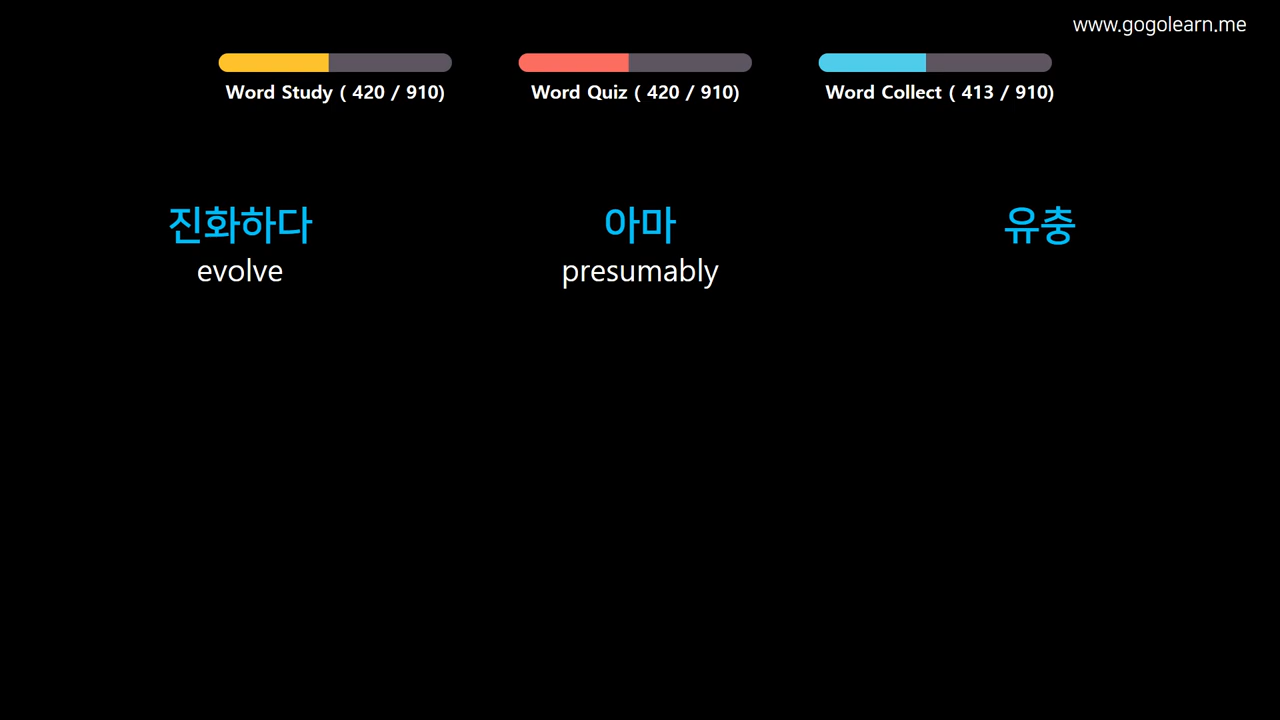 www.gogolearn.me
Word Study ( 420 / 910)
Word Quiz ( 420 / 910)
Word Collect ( 413 / 910)
진화하다
evolve
아마
presumably
유충